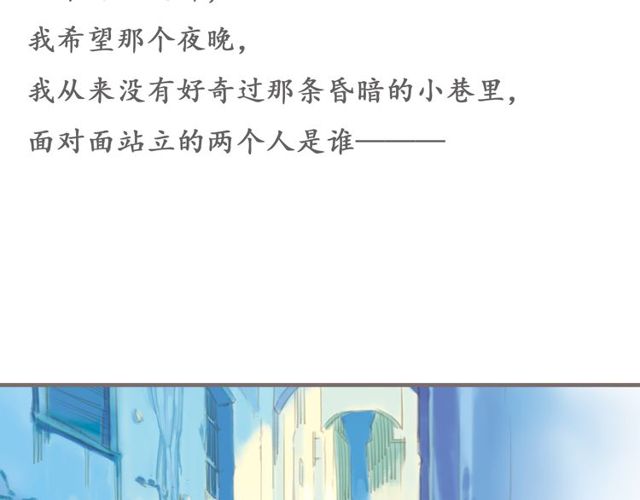 我希望那个夜晚，
我从来没有好奇过那条昏暗的小巷里，
面对面站立的两个人是谁———